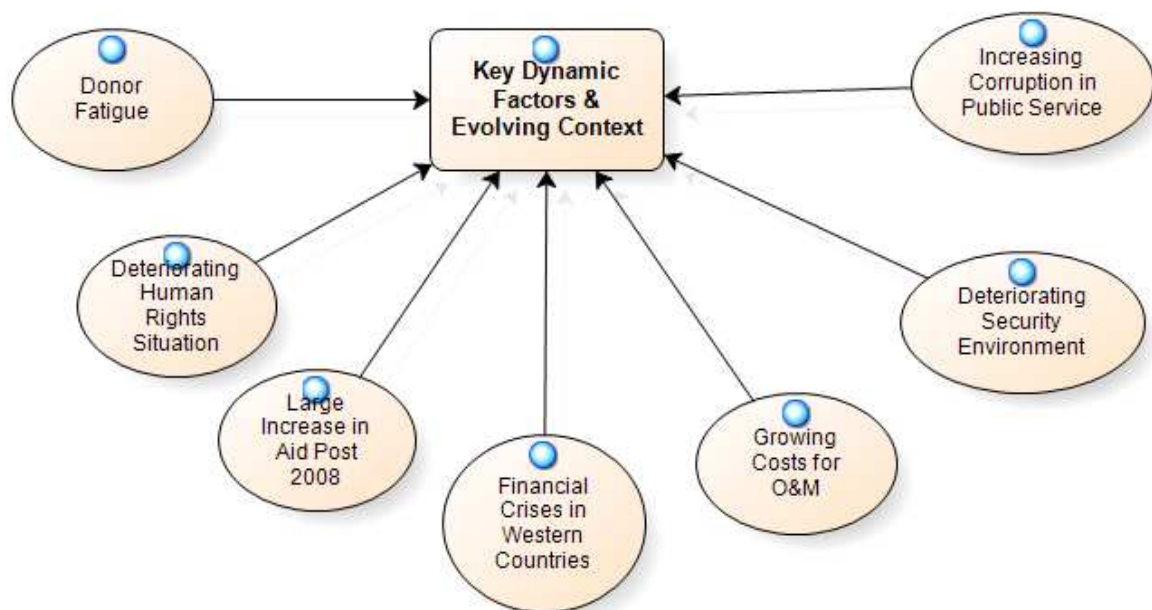 Donor
Fatigue
Key Dynamic
Factors &
Evolving Context
Increasing
Corruption in
Public Service
Deteriorating
Human
Rights
Situation
Large
Increase in
Aid Post
2008
Financial
Crises in
Western
Countries
Growing
Costs for
O&M
Deteriorating
Security
Environment